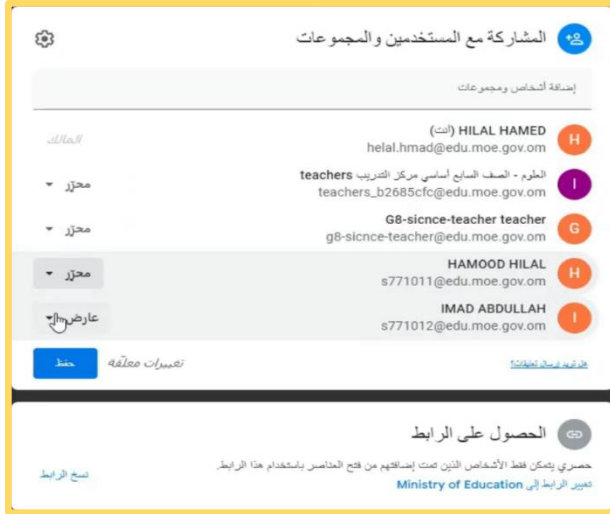 المشاركة مع المستخدمين والمجموعات
إضافة أشخاص ومجموعات
HILAL HAMED (أنت)
المالك
helal.hmad@edu.moe.gov.om
العلوم - الصف السابع أساسي مركز التدريب teachers
محرّر
teachers_b2685cfc@edu.moe.gov.om
G8-sicnce-teacher teacher
محرّر
g8-sicnce-teacher@edu.moe.gov.om
HAMOOD HILAL
محرّر
s771011@edu.moe.gov.om
IMAD ABDULLAH
عارض
s771012@edu.moe.gov.om
هل تريد إرسال تعليقات؟
تغييرات معلّقة
حفظ
الحصول على الرابط
حصري يتمكن فقط الأشخاص الذين تمت إضافتهم من فتح العناصر باستخدام هذا الرابط.
نسخ الرابط
تغيير الرابط إلى Ministry of Education